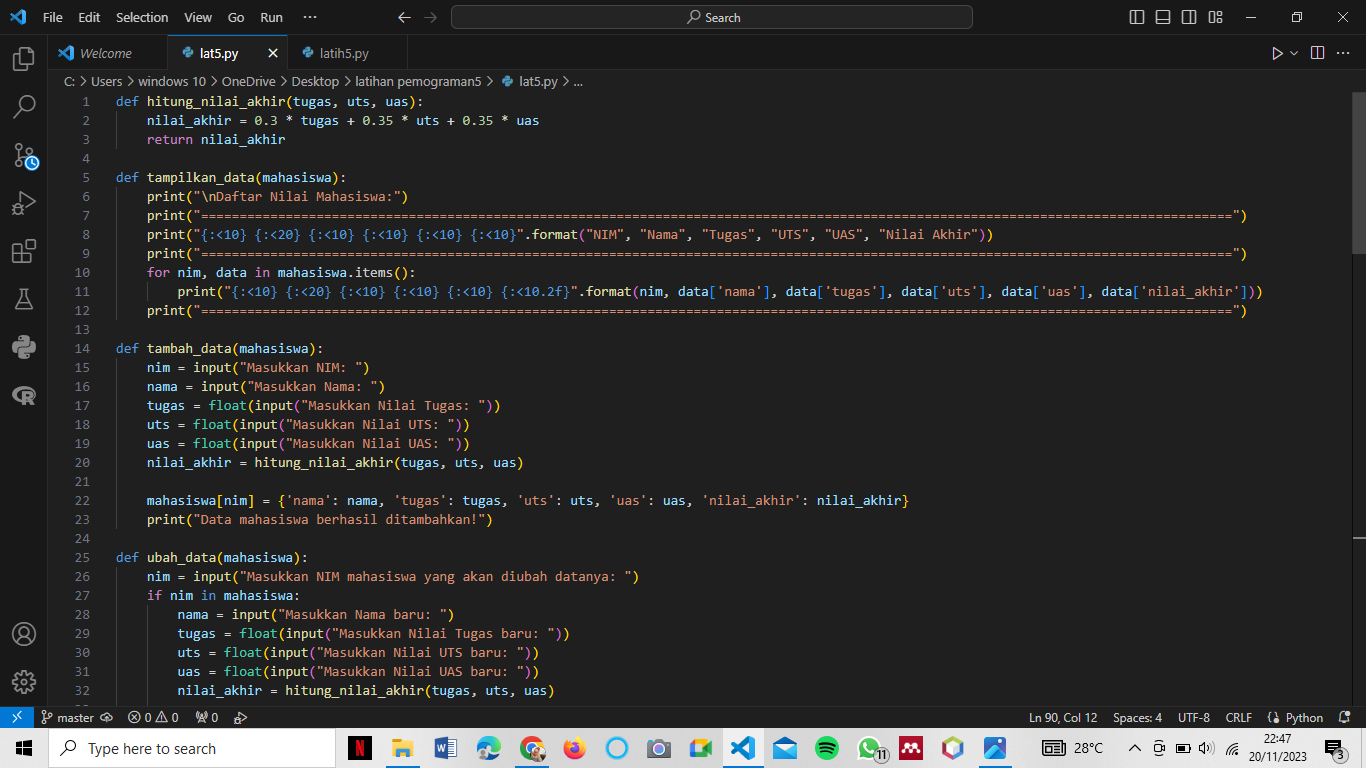 File Edit Selection View Go Run ··· Search
Welcome lat5.py latih5.py
C: > Users > windows 10 > OneDrive > Desktop > latihan pemograman5 > lat5.py > ...
1 def hitung_nilai_akhir(tugas, uts, uas):
2     nilai_akhir = 0.3 * tugas + 0.35 * uts + 0.35 * uas
3     return nilai_akhir
4
5 def tampilkan_data(mahasiswa):
6     print("\nDaftar Nilai Mahasiswa:")
7     print("======================================================================================================================================")
8     print("{:<10} {:<20} {:<10} {:<10} {:<10} {:<10}".format("NIM", "Nama", "Tugas", "UTS", "UAS", "Nilai Akhir"))
9     print("======================================================================================================================================")
10     for nim, data in mahasiswa.items():
11         print("{:<10} {:<20} {:<10} {:<10} {:<10} {:<10.2f}".format(nim, data['nama'], data['tugas'], data['uts'], data['uas'], data['nilai_akhir']))
12     print("======================================================================================================================================")
13
14 def tambah_data(mahasiswa):
15     nim = input("Masukkan NIM: ")
16     nama = input("Masukkan Nama: ")
17     tugas = float(input("Masukkan Nilai Tugas: "))
18     uts = float(input("Masukkan Nilai UTS: "))
19     uas = float(input("Masukkan Nilai UAS: "))
20     nilai_akhir = hitung_nilai_akhir(tugas, uts, uas)
21
22     mahasiswa[nim] = {'nama': nama, 'tugas': tugas, 'uts': uts, 'uas': uas, 'nilai_akhir': nilai_akhir}
23     print("Data mahasiswa berhasil ditambahkan!")
24
25 def ubah_data(mahasiswa):
26     nim = input("Masukkan NIM mahasiswa yang akan diubah datanya: ")
27     if nim in mahasiswa:
28         nama = input("Masukkan Nama baru: ")
29         tugas = float(input("Masukkan Nilai Tugas baru: "))
30         uts = float(input("Masukkan Nilai UTS baru: "))
31         uas = float(input("Masukkan Nilai UAS baru: "))
32         nilai_akhir = hitung_nilai_akhir(tugas, uts, uas)
master 0 0 0 Ln 90, Col 12 Spaces: 4 UTF-8 CRLF Python
Type here to search 11 28°C 22:47
20/11/2023 3